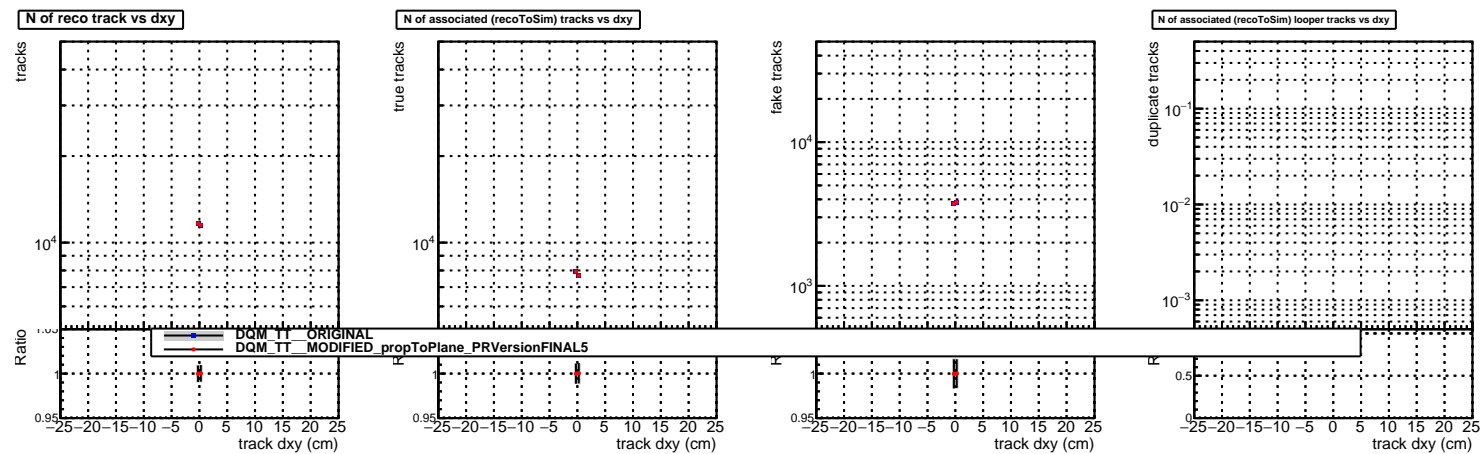 N of reco track vs dxy
N of associated (recoToSim) tracks vs dxy
N of associated (recoToSim) looper tracks vs dxy
tracks
true tracks
fake tracks
duplicate tracks
10^4
10^4
10^4
10^3
10^-1
10^-2
10^-3
DQM_TT__ORIGINAL
DQM_TT__MODIFIED_propToPlane_PRVersionFINAL5
Ratio
1
0.95
0.95
0.95
0.5
0
−25 −20 −15 −10 −5 0 5 10 15 20 25
−25 −20 −15 −10 −5 0 5 10 15 20 25
−25 −20 −15 −10 −5 0 5 10 15 20 25
−25 −20 −15 −10 −5 0 5 10 15 20 25
track dxy (cm)
track dxy (cm)
track dxy (cm)
track dxy (cm)